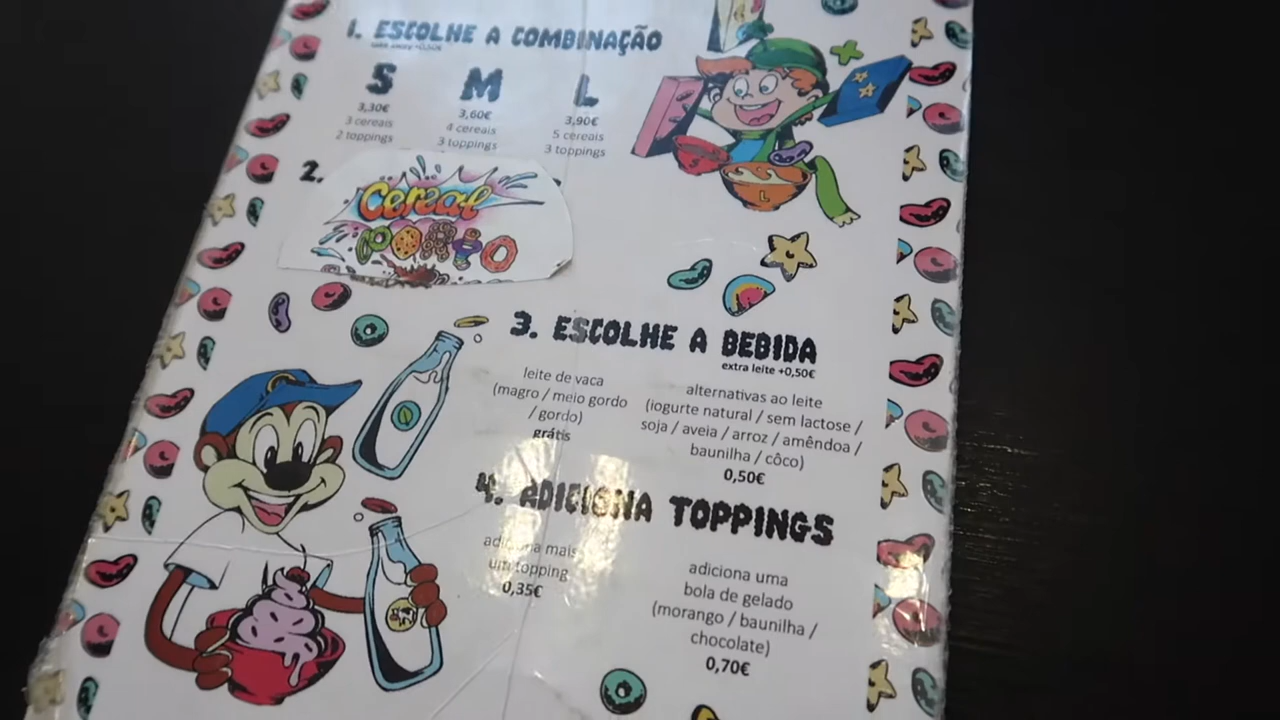 1. ESCOLHE A COMBINAÇÃO
S M L
3,30€ 3,60€ 3,90€
3 cereais 4 cereais 5 cereais
2 toppings 3 toppings 3 toppings
2.
Cereal
PORTO
L
3. ESCOLHE A BEBIDA
extra leite +0,50€
leite de vaca
(magro / meio gordo
/ gordo)
grátis
alternativas ao leite
(iogurte natural / sem lactose /
soja / aveia / arroz / amêndoa /
baunilha / côco)
0,50€
4. ADICIONA TOPPINGS
adiciona mais
um topping
0,35€
adiciona uma
bola de gelado
(morango / baunilha /
chocolate)
0,70€